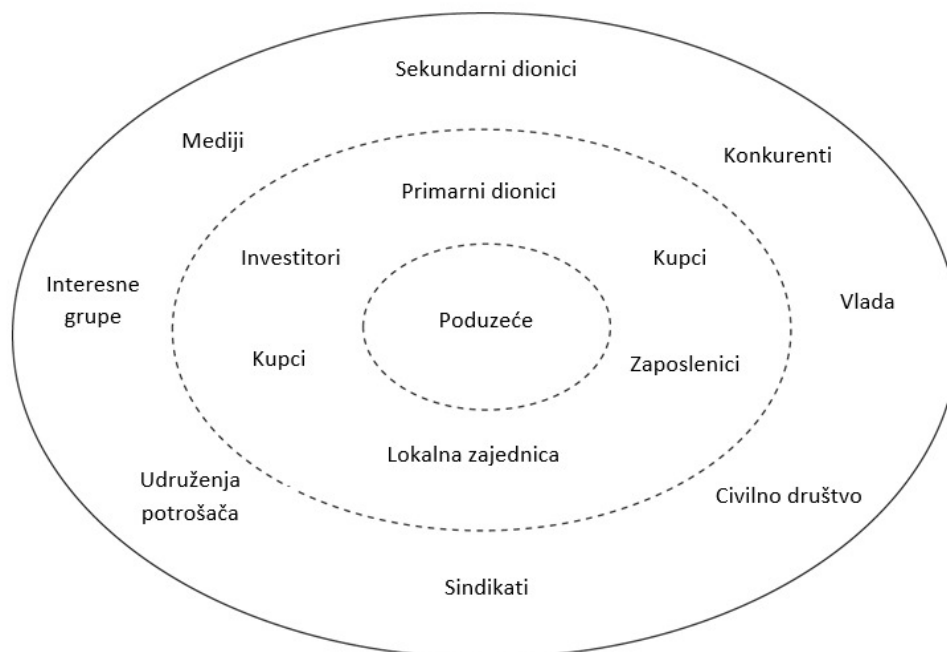 Sekundarni dionici
Mediji
Konkurenti
Primarni dionici
Investitori
Kupci
Interesne
grupe
Vlada
Poduzeće
Kupci
Zaposlenici
Lokalna zajednica
Udruženja
potrošača
Civilno društvo
Sindikati